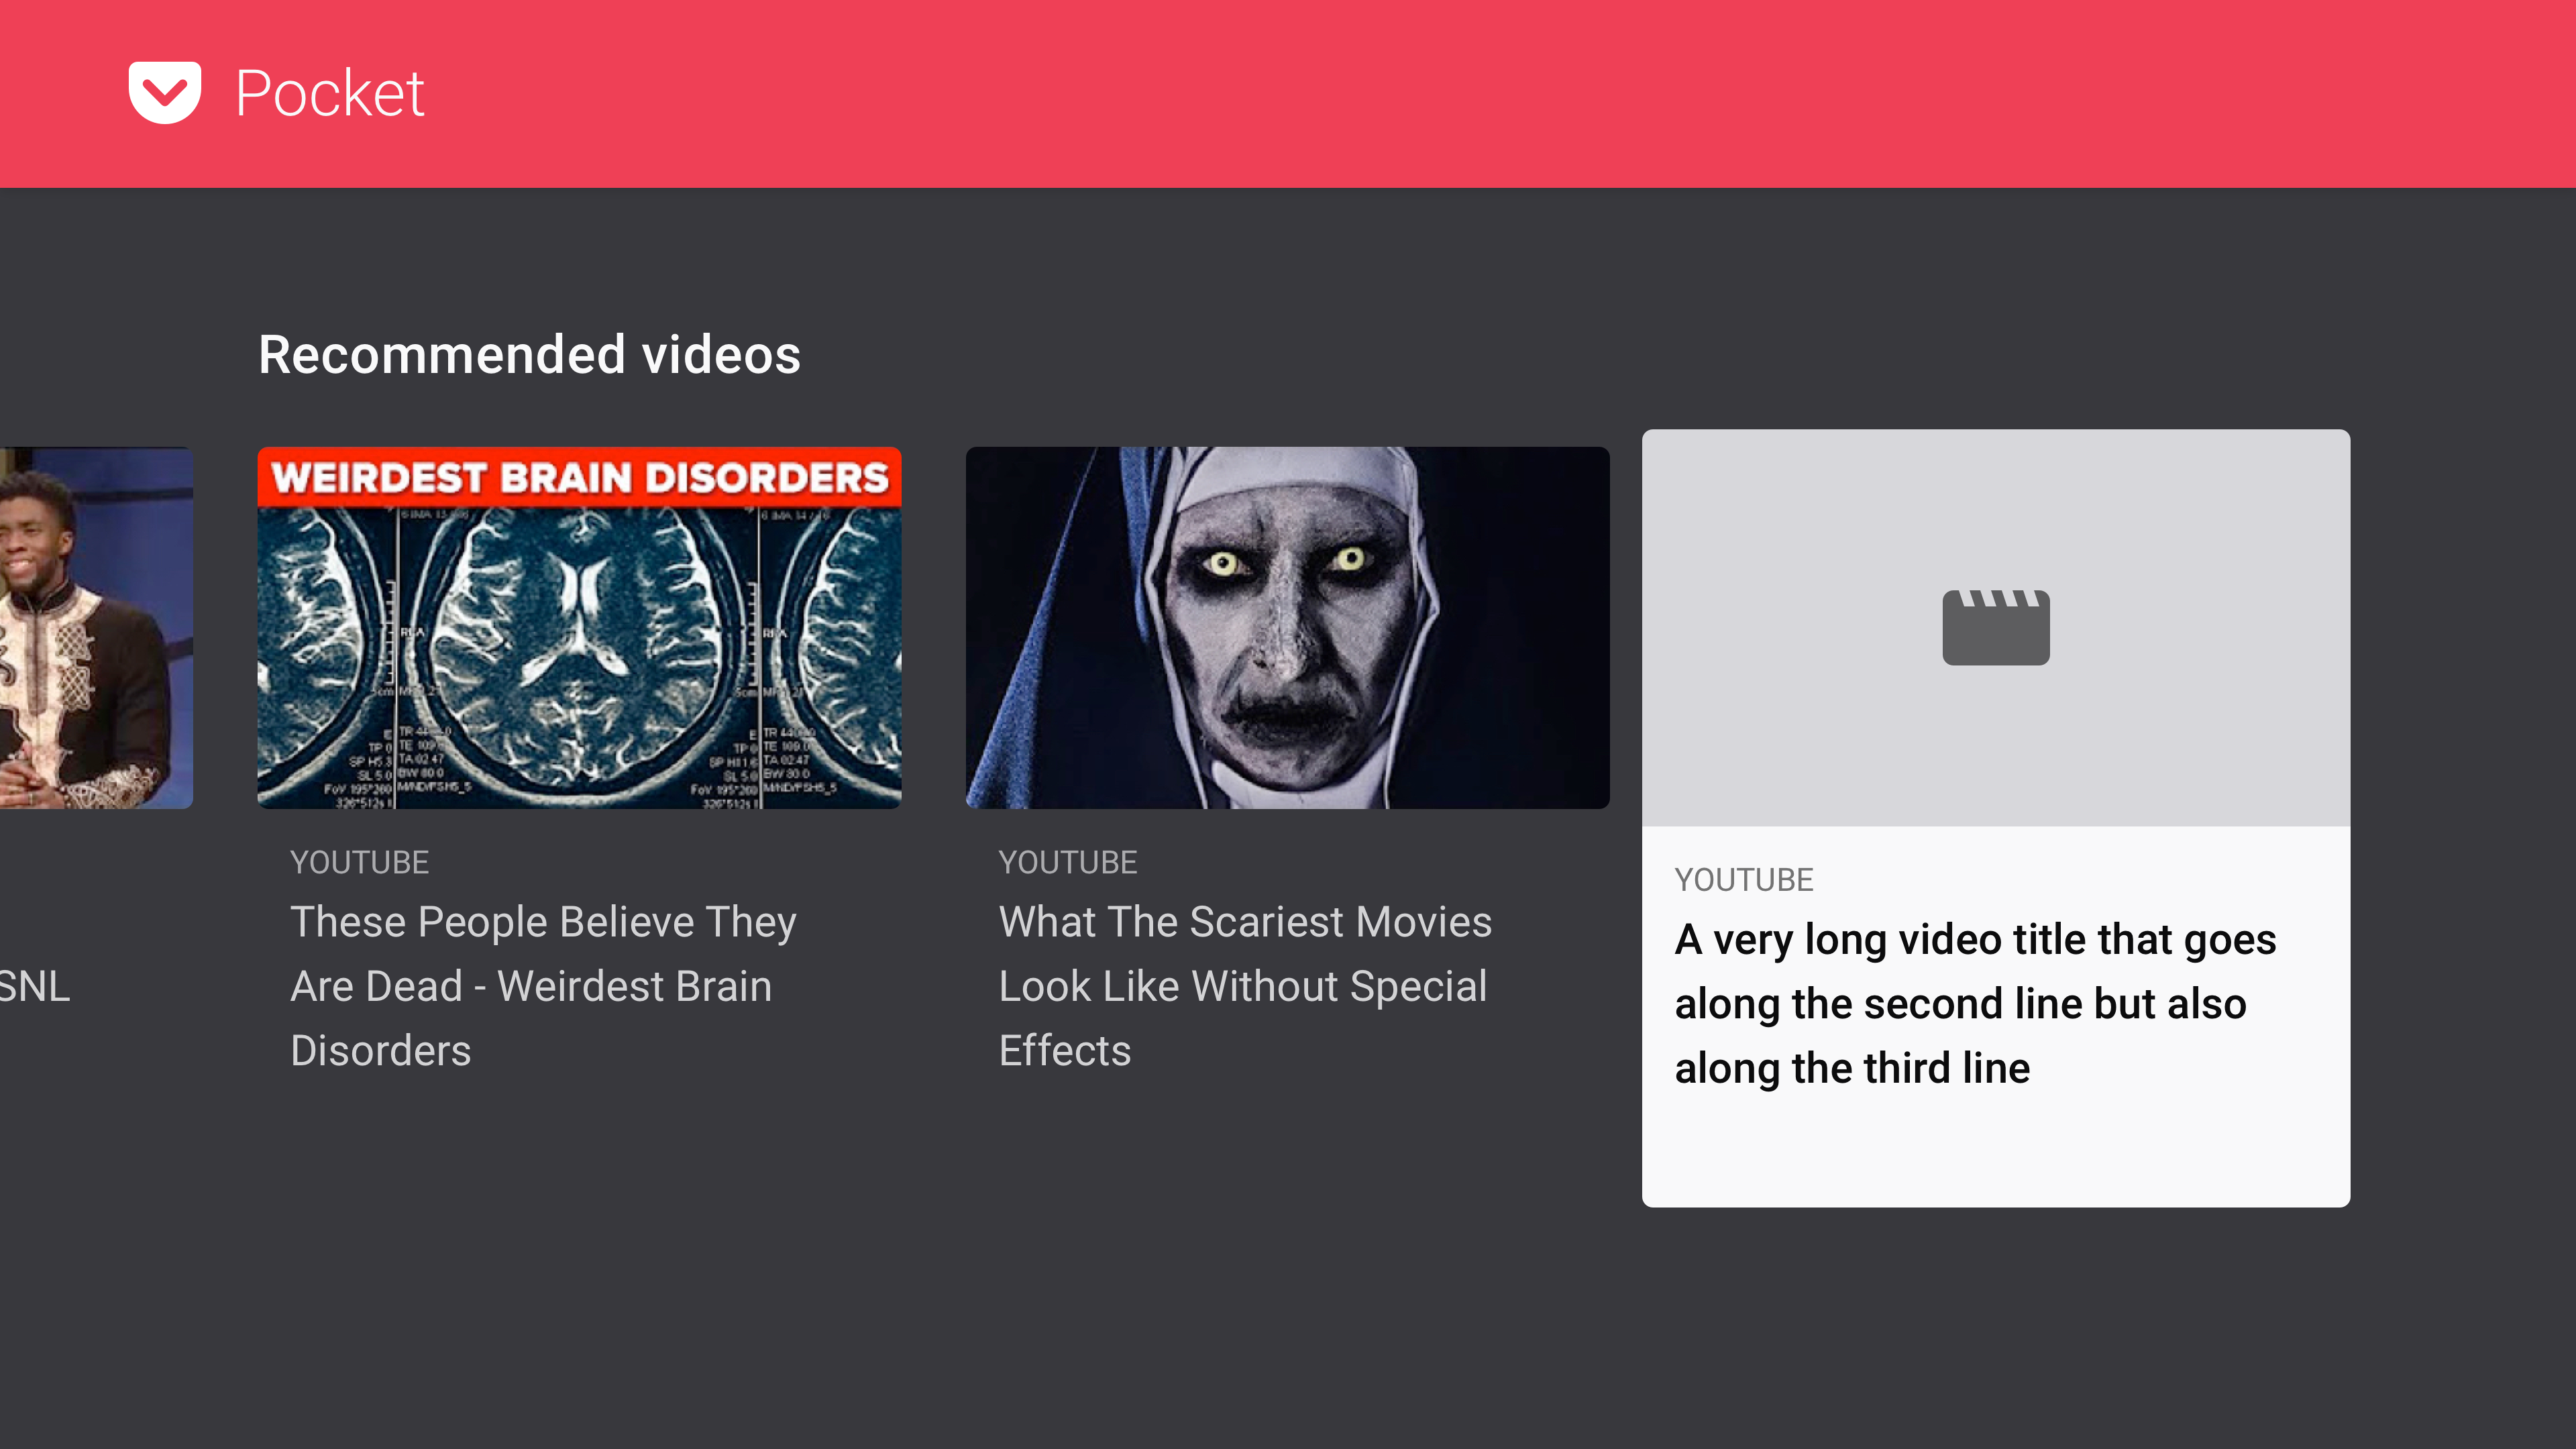 Pocket
Recommended videos
SNL
WEIRDEST BRAIN DISORDERS
YOUTUBE
These People Believe They
Are Dead - Weirdest Brain
Disorders
YOUTUBE
What The Scariest Movies
Look Like Without Special
Effects
YOUTUBE
A very long video title that goes
along the second line but also
along the third line